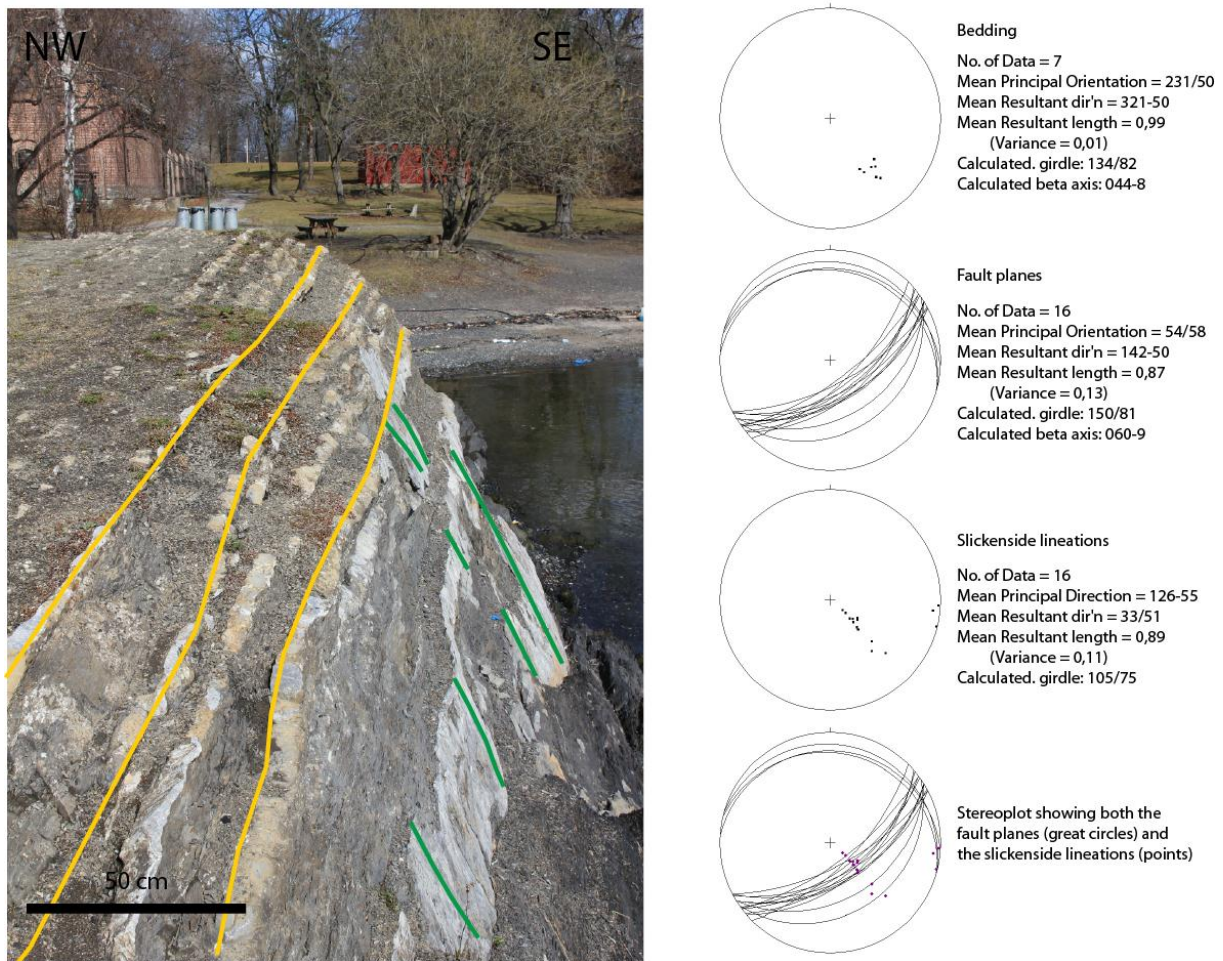 NW
SE
50 cm
Bedding
No. of Data = 7
Mean Principal Orientation = 231/50
Mean Resultant dir'n = 321-50
Mean Resultant length = 0,99
(Variance = 0,01)
Calculated. girdle: 134/82
Calculated beta axis: 044-8
Fault planes
No. of Data = 16
Mean Principal Orientation = 54/58
Mean Resultant dir'n = 142-50
Mean Resultant length = 0,87
(Variance = 0,13)
Calculated. girdle: 150/81
Calculated beta axis: 060-9
Slickenside lineations
No. of Data = 16
Mean Principal Direction = 126-55
Mean Resultant dir'n = 33/51
Mean Resultant length = 0,89
(Variance = 0,11)
Calculated. girdle: 105/75
Stereoplot showing both the
fault planes (great circles) and
the slickenside lineations (points)